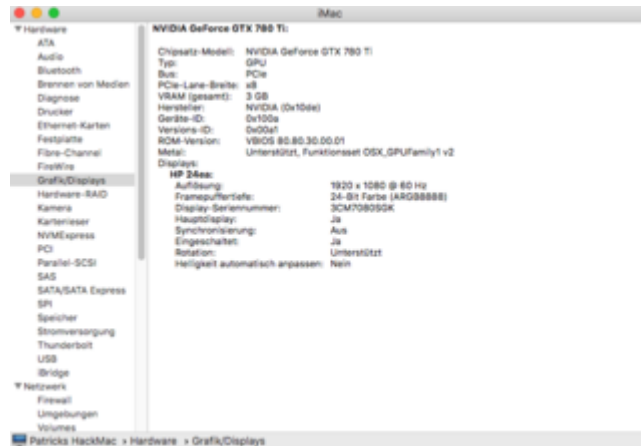 iMac
Hardware
ATA
Audio
Bluetooth
Brennen von Medien
Diagnose
Drucker
Ethernet-Karten
Festplatte
Fibre-Channel
FireWire
Grafik/Displays
Hardware-RAID
Kamera
Kartenleser
NVMExpress
PCI
Parallel-SCSI
SAS
SATA/SATA Express
SPI
Speicher
Stromversorgung
Thunderbolt
USB
iBridge
Netzwerk
Firewall
Umgebungen
Volumes
NVIDIA GeForce GTX 780 Ti:
Chipsatz-Modell: NVIDIA GeForce GTX 780 Ti
Typ: GPU
Bus: PCIe
PCIe-Lane-Breite: x8
VRAM (gesamt): 3 GB
Hersteller: NVIDIA (0x10de)
Geräte-ID: 0x100a
Versions-ID: 0x00a1
ROM-Version: VBIOS 80.80.30.00.01
Metal: Unterstützt, Funktionsset OSX_GPUFamily1 v2
Displays:
HP 24ea:
Auflösung: 1920 x 1080 @ 60 Hz
Framepuffertiefe: 24-Bit Farbe (ARGB8888)
Display-Seriennummer: 3CM7080SGK
Hauptdisplay: Ja
Synchronisierung: Aus
Eingeschaltet: Ja
Rotation: Unterstützt
Helligkeit automatisch anpassen: Nein
Patricks HackMac › Hardware › Grafik/Displays